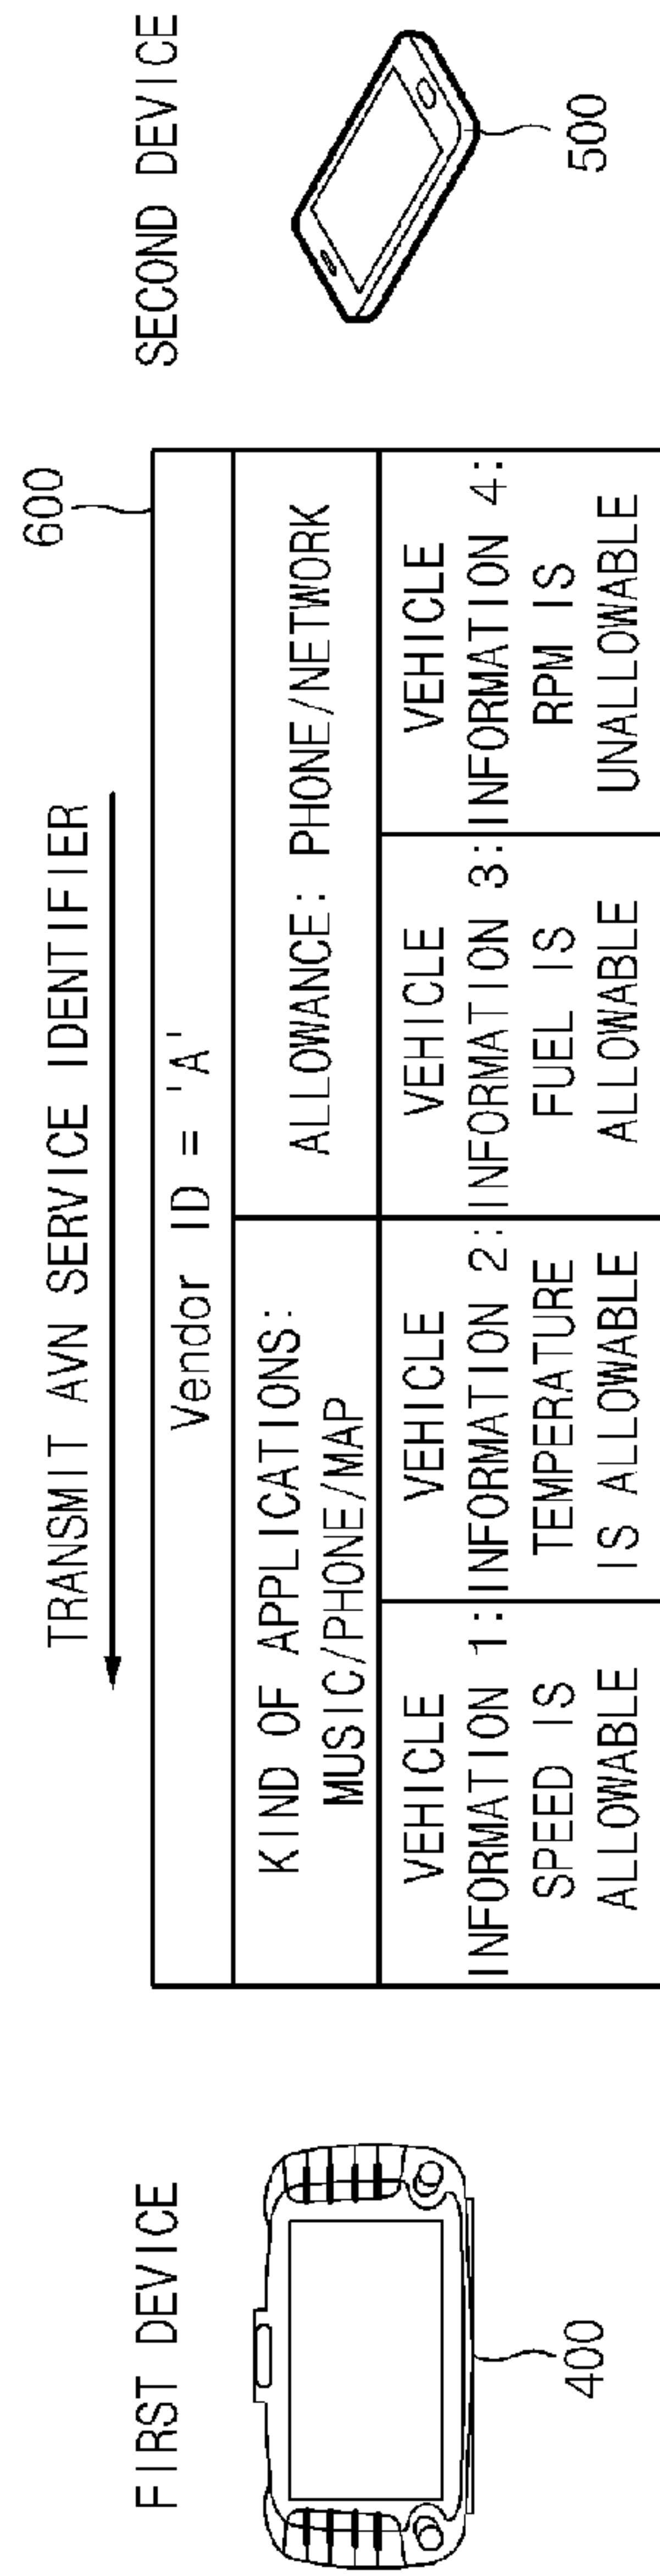 FIRST DEVICE
400
TRANSMIT AVN SERVICE IDENTIFIER
600
Vendor ID = 'A'
KIND OF APPLICATIONS:
MUSIC/PHONE/MAP
ALLOWANCE: PHONE/NETWORK
VEHICLE
INFORMATION 1:
SPEED IS
ALLOWABLE
VEHICLE
INFORMATION 2:
TEMPERATURE
IS ALLOWABLE
VEHICLE
INFORMATION 3:
FUEL IS
ALLOWABLE
VEHICLE
INFORMATION 4:
RPM IS
UNALLOWABLE
SECOND DEVICE
500